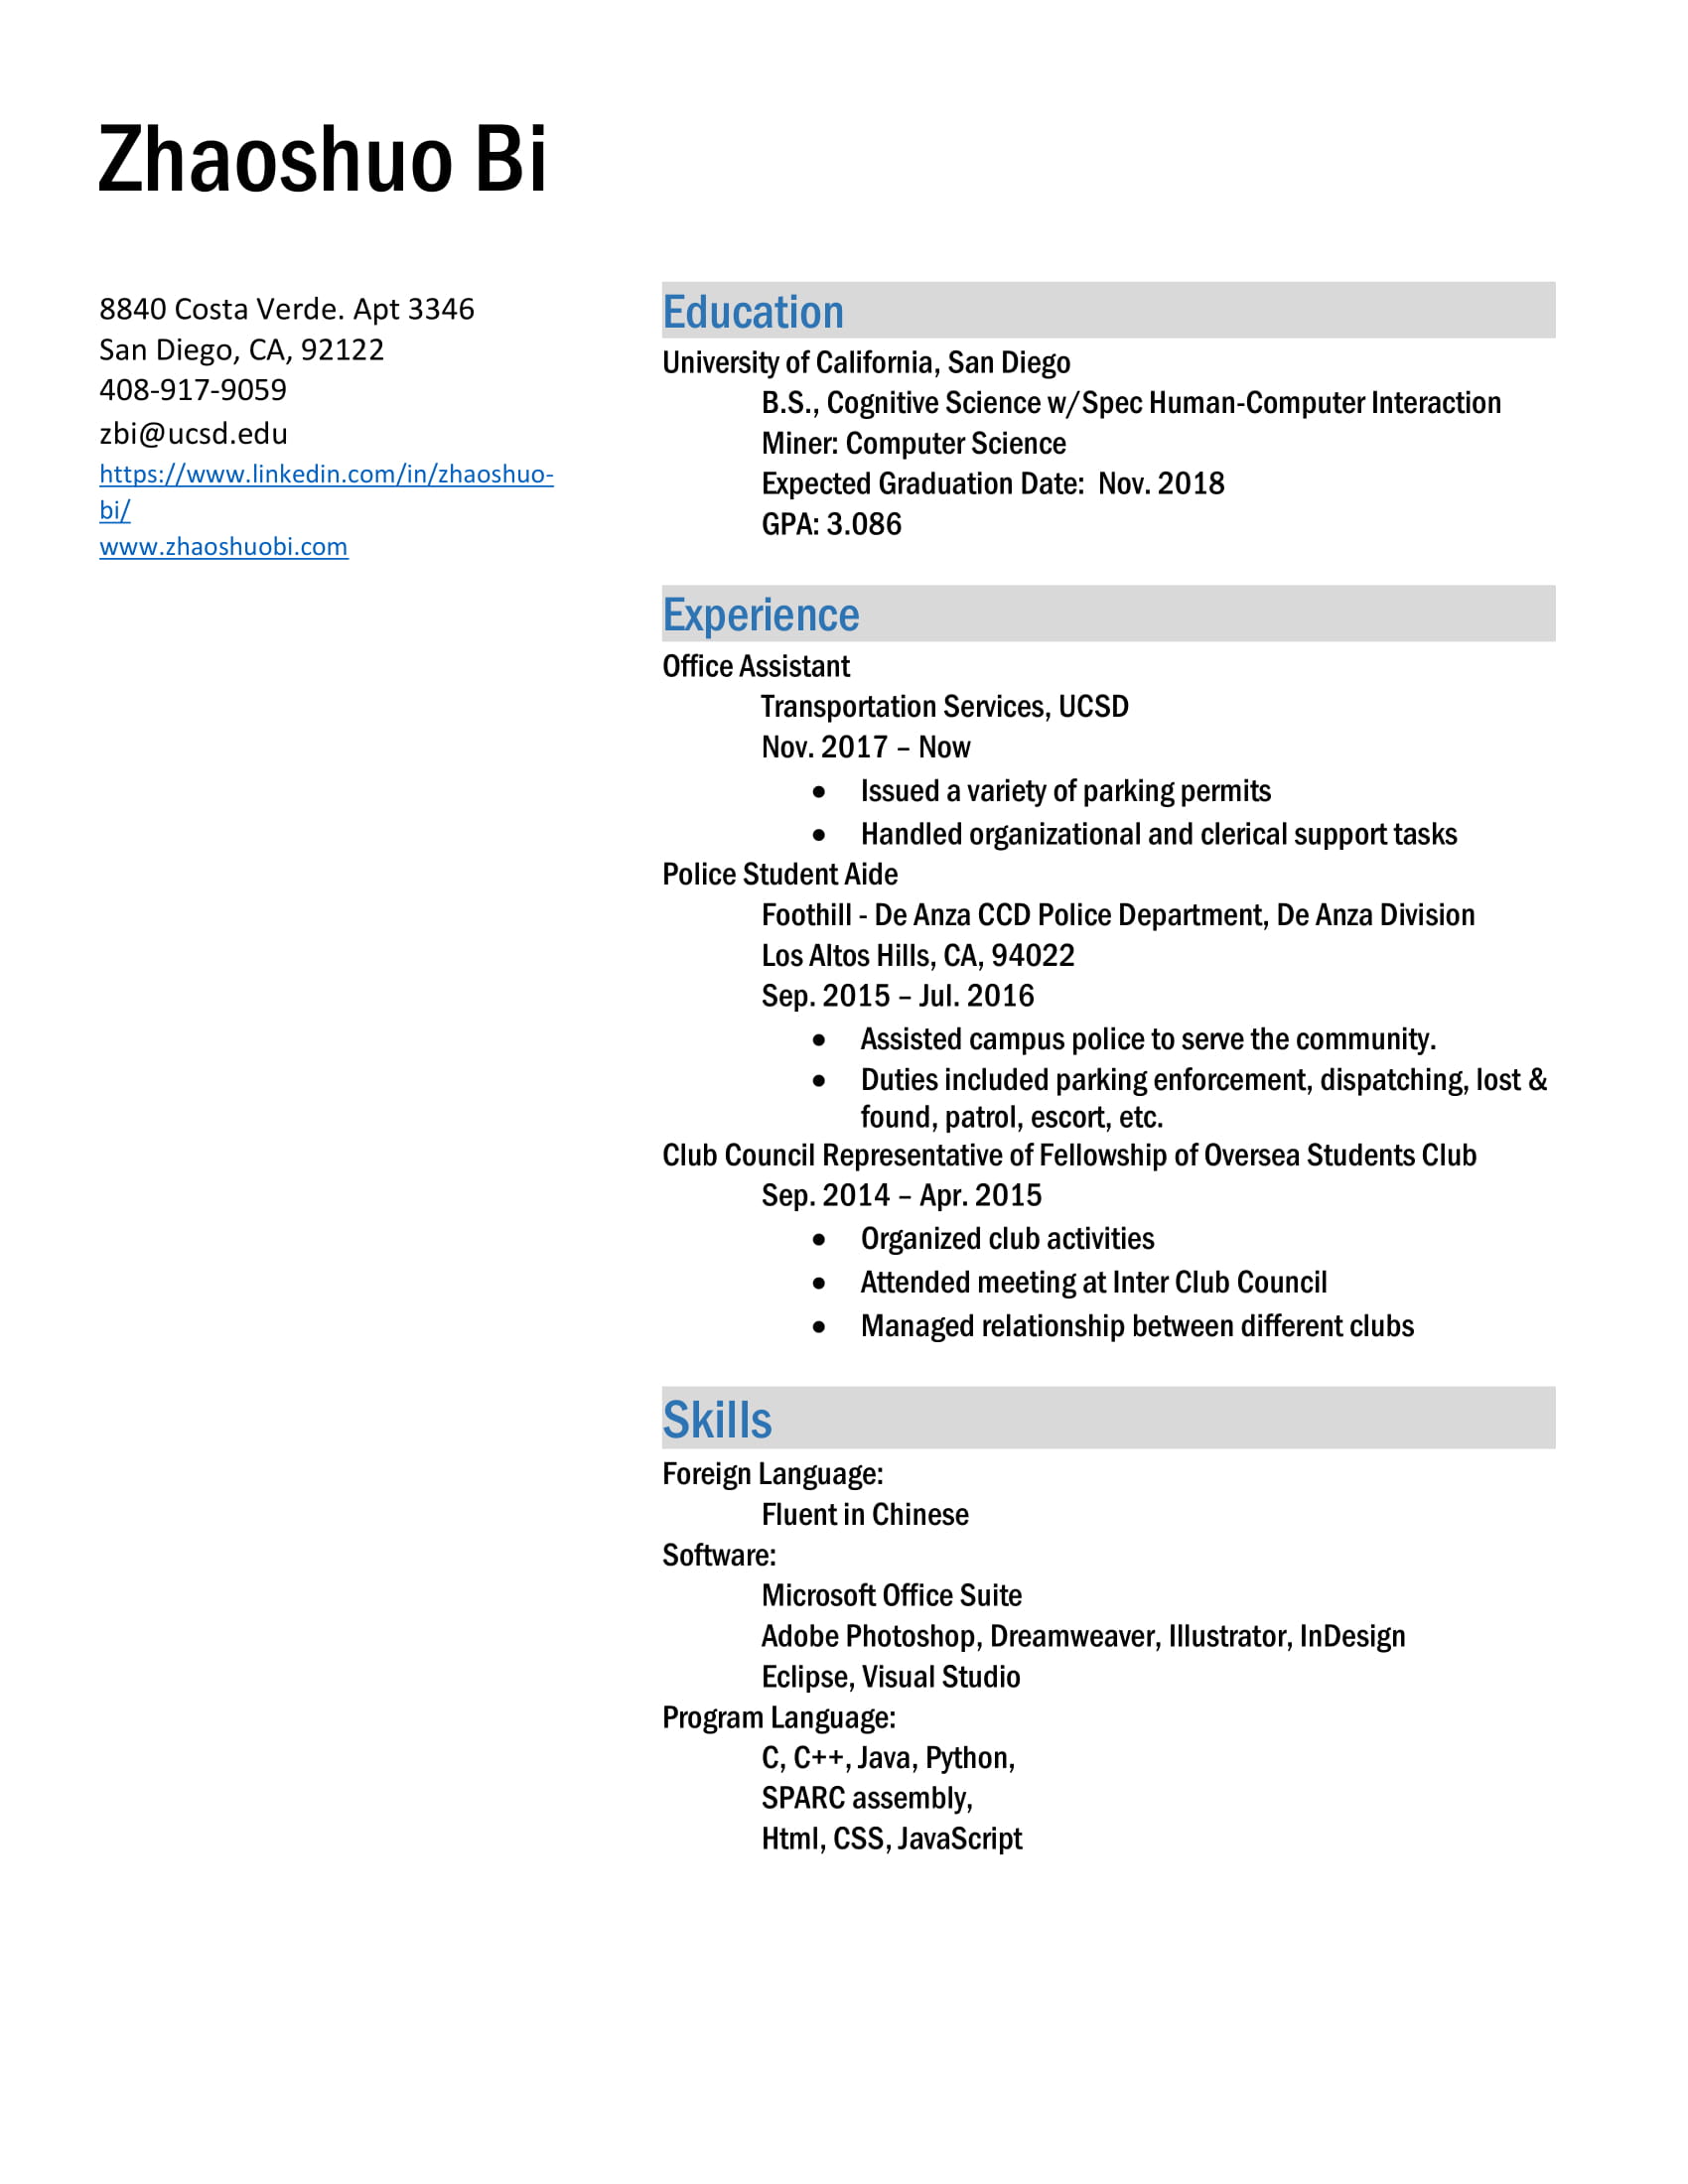 Zhaoshuo Bi
8840 Costa Verde. Apt 3346
San Diego, CA, 92122
408-917-9059
zbi@ucsd.edu
https://www.linkedin.com/in/zhaoshuo-
bi/
www.zhaoshuobi.com
Education
University of California, San Diego
B.S., Cognitive Science w/Spec Human-Computer Interaction
Miner: Computer Science
Expected Graduation Date:  Nov. 2018
GPA: 3.086
Experience
Office Assistant
Transportation Services, UCSD
Nov. 2017 – Now
• Issued a variety of parking permits
• Handled organizational and clerical support tasks
Police Student Aide
Foothill - De Anza CCD Police Department, De Anza Division
Los Altos Hills, CA, 94022
Sep. 2015 – Jul. 2016
• Assisted campus police to serve the community.
• Duties included parking enforcement, dispatching, lost &
found, patrol, escort, etc.
Club Council Representative of Fellowship of Oversea Students Club
Sep. 2014 – Apr. 2015
• Organized club activities
• Attended meeting at Inter Club Council
• Managed relationship between different clubs
Skills
Foreign Language:
Fluent in Chinese
Software:
Microsoft Office Suite
Adobe Photoshop, Dreamweaver, Illustrator, InDesign
Eclipse, Visual Studio
Program Language:
C, C++, Java, Python,
SPARC assembly,
Html, CSS, JavaScript